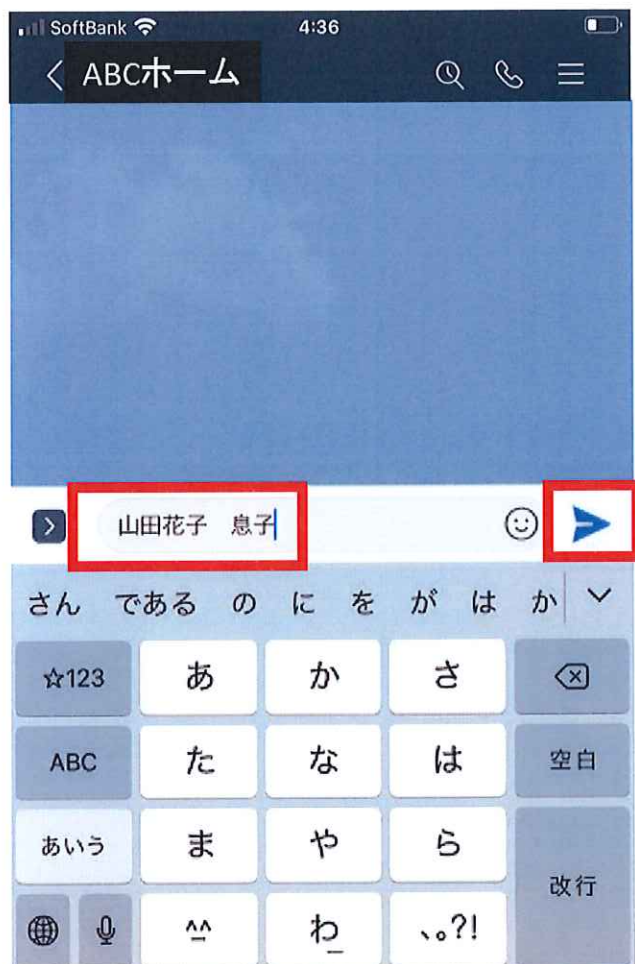 SoftBank 4:36
ABCホーム
山田花子 息子
さん である の に を が は か
☆123 あ か さ
ABC た な は 空白
あいう ま や ら
改行
^^ わ 、。?!